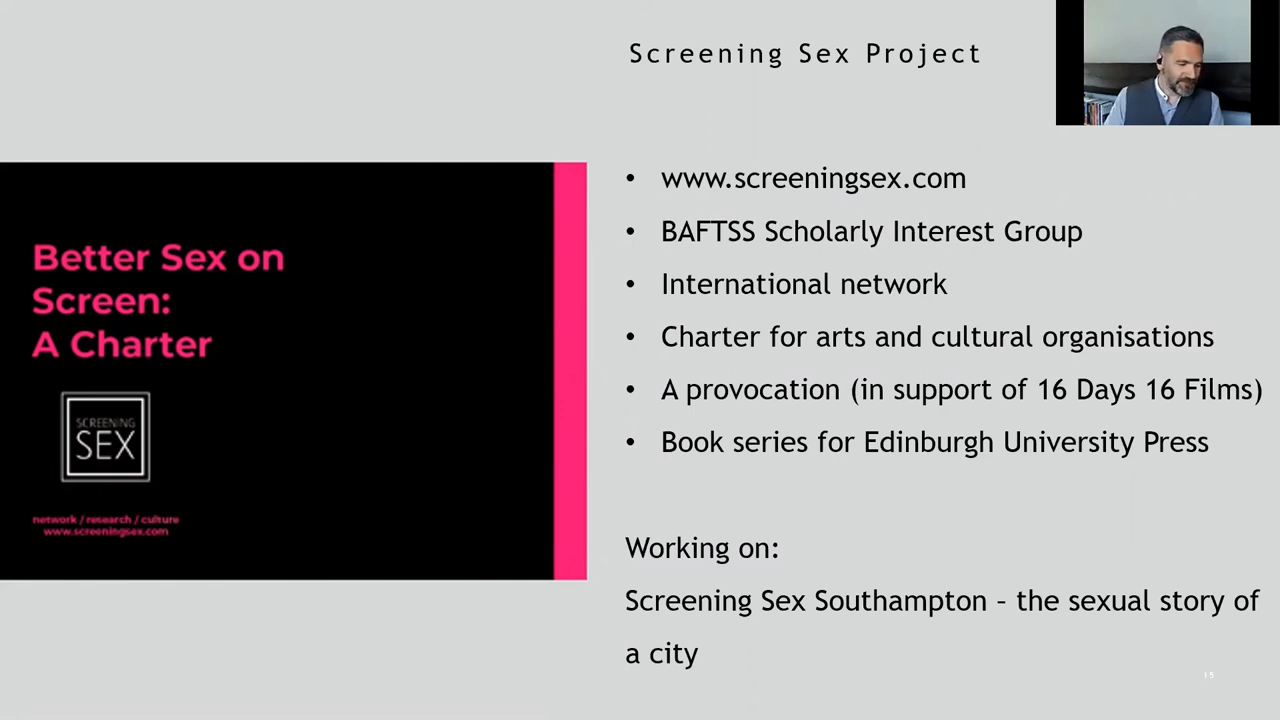 Screening Sex Project
Better Sex on
Screen:
A Charter
SCREENING
SEX
network / research / culture
www.screeningsex.com
• www.screeningsex.com
• BAFTSS Scholarly Interest Group
• International network
• Charter for arts and cultural organisations
• A provocation (in support of 16 Days 16 Films)
• Book series for Edinburgh University Press
Working on:
Screening Sex Southampton – the sexual story of
a city
15